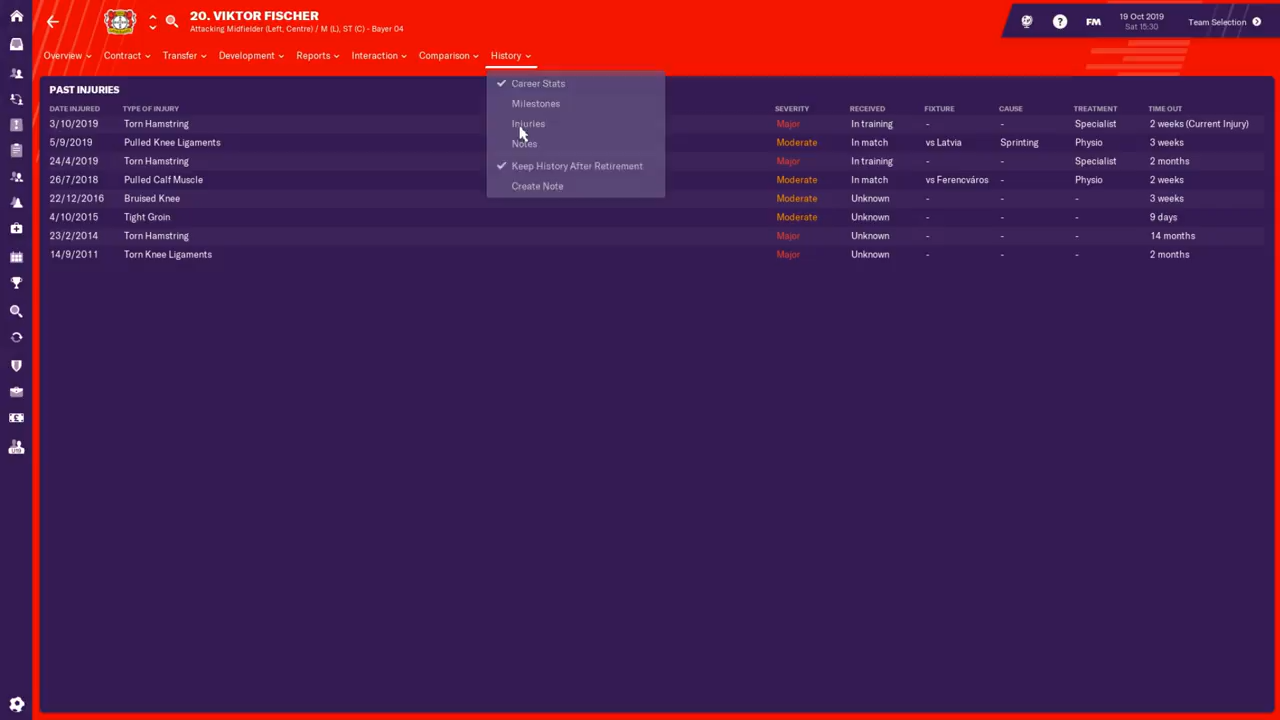 20. VIKTOR FISCHER
Attacking Midfielder (Left, Centre) / M (L), ST (C) - Bayer 04
FM
19 Oct 2019
Sat 15:30
Team Selection
Overview
Contract
Transfer
Development
Reports
Interaction
Comparison
History
Career Stats
Milestones
Injuries
Notes
Keep History After Retirement
Create Note
PAST INJURIES
DATE INJURED TYPE OF INJURY SEVERITY RECEIVED FIXTURE CAUSE TREATMENT TIME OUT
3/10/2019 Torn Hamstring Major In training - - Specialist 2 weeks (Current Injury)
5/9/2019 Pulled Knee Ligaments Moderate In match vs Latvia Sprinting Physio 3 weeks
24/4/2019 Torn Hamstring Major In training - - Specialist 2 months
26/7/2018 Pulled Calf Muscle Moderate In match vs Ferencváros - Physio 2 weeks
22/12/2016 Bruised Knee Moderate Unknown - - - 3 weeks
4/10/2015 Tight Groin Moderate Unknown - - - 9 days
23/2/2014 Torn Hamstring Major Unknown - - - 14 months
14/9/2011 Torn Knee Ligaments Major Unknown - - - 2 months